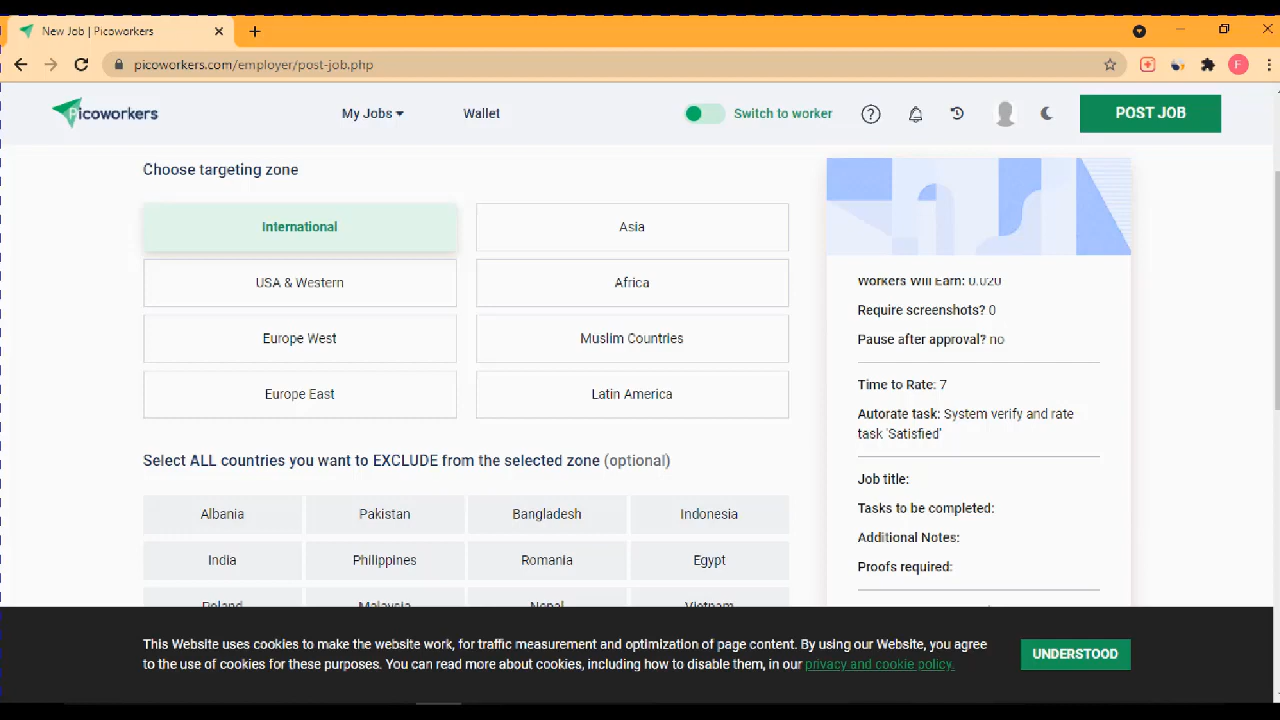 New Job | Picoworkers
picoworkers.com/employer/post-job.php
F
Picoworkers
My Jobs
Wallet
Switch to worker
POST JOB
Choose targeting zone
International
Asia
USA & Western
Africa
Europe West
Muslim Countries
Europe East
Latin America
Select ALL countries you want to EXCLUDE from the selected zone (optional)
Albania
Pakistan
Bangladesh
Indonesia
India
Philippines
Romania
Egypt
Poland
Malaysia
Nepal
Vietnam
Workers Will Earn: 0.020
Require screenshots? 0
Pause after approval? no
Time to Rate: 7
Autorate task: System verify and rate
task 'Satisfied'
Job title:
Tasks to be completed:
Additional Notes:
Proofs required:
This Website uses cookies to make the website work, for traffic measurement and optimization of page content. By using our Website, you agree
to the use of cookies for these purposes. You can read more about cookies, including how to disable them, in our privacy and cookie policy.
UNDERSTOOD